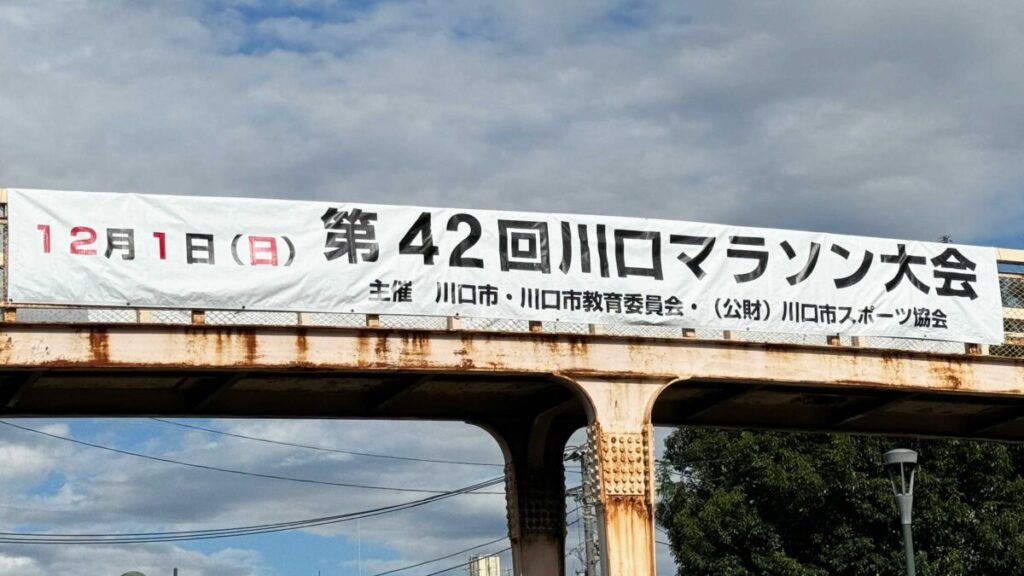 12月1日(日) 第42回川口マラソン大会
主催 川口市・川口市教育委員会・(公財)川口市スポーツ協会